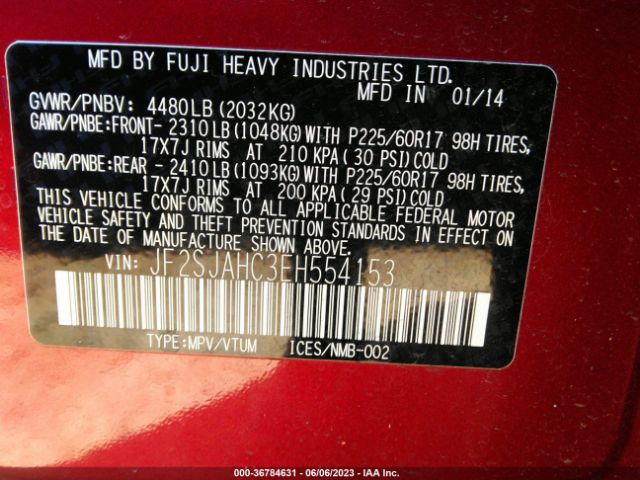 MFD BY FUJI HEAVY INDUSTRIES LTD.
MFD IN 01/14
GVWR/PNBV: 4480LB (2032KG)
GAWR/PNBE:FRONT- 2310LB (1048KG) WITH P225/60R17 98H TIRES,
17X7J RIMS AT 210 KPA ( 30 PSI) COLD
GAWR/PNBE:REAR - 2410LB (1093KG) WITH P225/60R17 98H TIRES,
17X7J RIMS AT 200 KPA ( 29 PSI) COLD
THIS VEHICLE CONFORMS TO ALL APPLICABLE FEDERAL MOTOR
VEHICLE SAFETY AND THEFT PREVENTION STANDARDS IN EFFECT ON
THE DATE OF MANUFACTURE SHOWN ABOVE.
VIN: JF2SJAHC3EH554153
TYPE:MPV/VTUM ICES/NMB-002
000-36784631 - 06/06/2023 - IAA Inc.